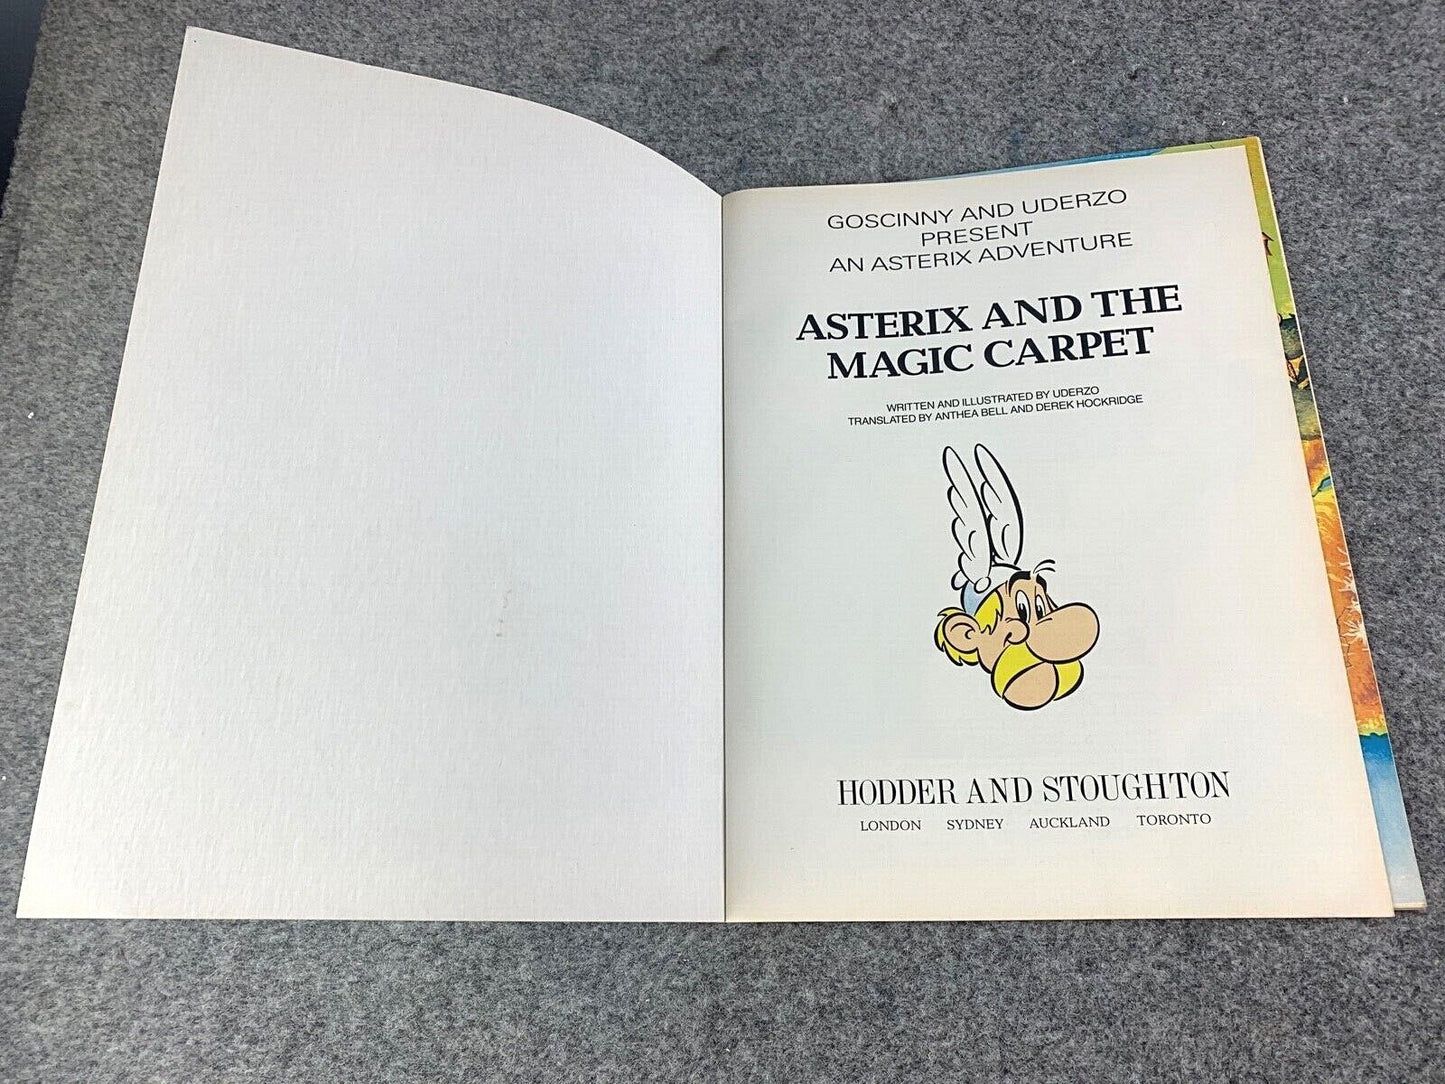 GOSCINNY AND UDERZO
PRESENT
AN ASTERIX ADVENTURE
ASTERIX AND THE
MAGIC CARPET
WRITTEN AND ILLUSTRATED BY UDERZO
TRANSLATED BY ANTHEA BELL AND DEREK HOCKRIDGE
HODDER AND STOUGHTON
LONDON SYDNEY AUCKLAND TORONTO